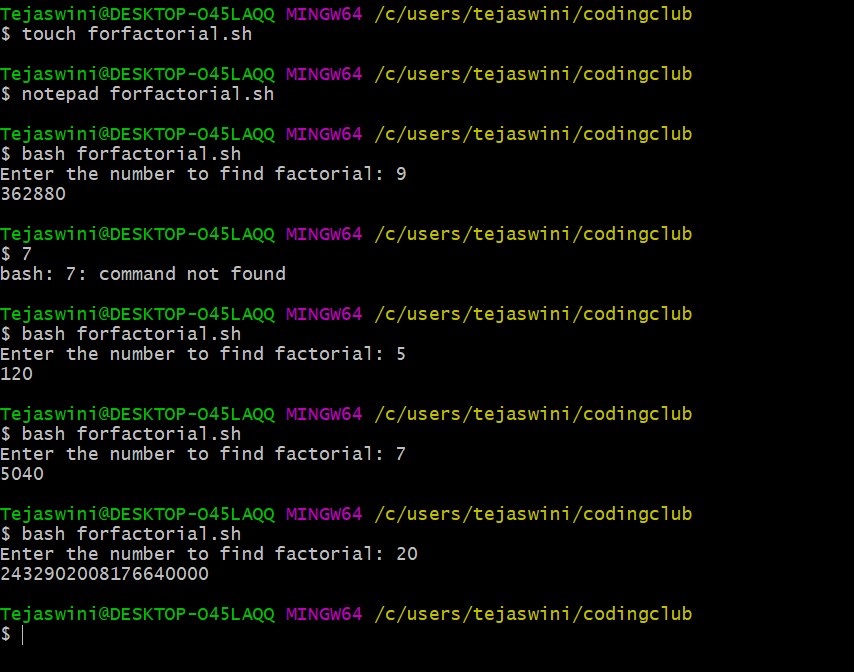 Tejaswini@DESKTOP-O45LAQQ MINGW64 /c/users/tejaswini/codingclub
$ touch forfactorial.sh
Tejaswini@DESKTOP-O45LAQQ MINGW64 /c/users/tejaswini/codingclub
$ notepad forfactorial.sh
Tejaswini@DESKTOP-O45LAQQ MINGW64 /c/users/tejaswini/codingclub
$ bash forfactorial.sh
Enter the number to find factorial: 9
362880
Tejaswini@DESKTOP-O45LAQQ MINGW64 /c/users/tejaswini/codingclub
$ 7
bash: 7: command not found
Tejaswini@DESKTOP-O45LAQQ MINGW64 /c/users/tejaswini/codingclub
$ bash forfactorial.sh
Enter the number to find factorial: 5
120
Tejaswini@DESKTOP-O45LAQQ MINGW64 /c/users/tejaswini/codingclub
$ bash forfactorial.sh
Enter the number to find factorial: 7
5040
Tejaswini@DESKTOP-O45LAQQ MINGW64 /c/users/tejaswini/codingclub
$ bash forfactorial.sh
Enter the number to find factorial: 20
2432902008176640000
Tejaswini@DESKTOP-O45LAQQ MINGW64 /c/users/tejaswini/codingclub
$